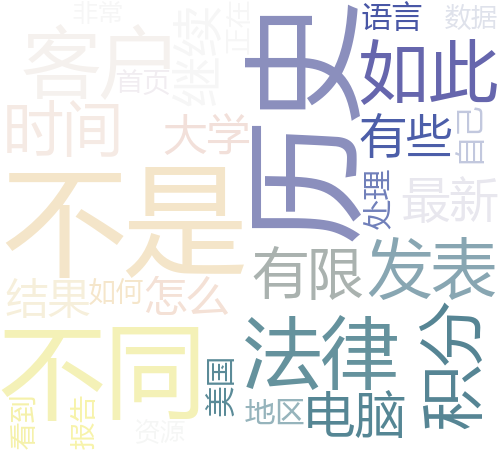 非常
正在
继续
客户
首页
历史
语言
数据
如此
时间
大学
有些
自己
不是
处理
最新
有限
发表
结果
如何
怎么
不同
法律
积分
美国
看到
报告
资源
地区
电脑